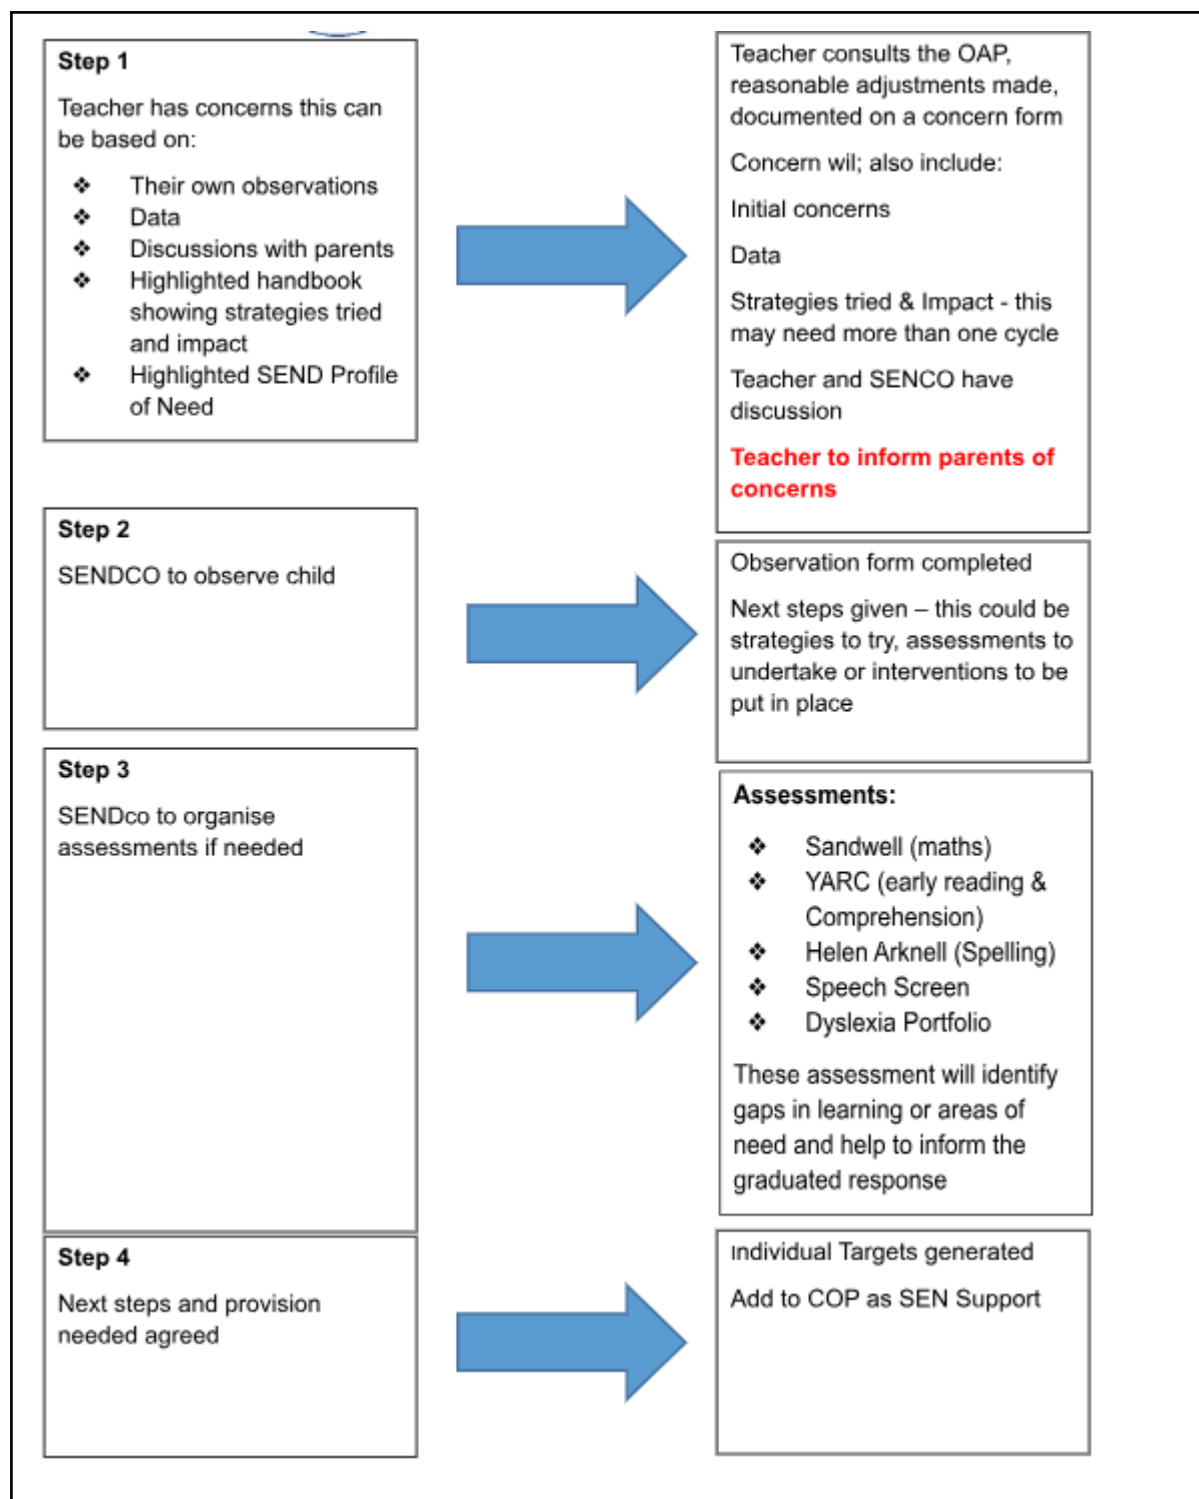 Step 1
Teacher has concerns this can
be based on:
❖ Their own observations
❖ Data
❖ Discussions with parents
❖ Highlighted handbook
showing strategies tried
and impact
❖ Highlighted SEND Profile
of Need
Teacher consults the OAP,
reasonable adjustments made,
documented on a concern form
Concern wil; also include:
Initial concerns
Data
Strategies tried & Impact - this
may need more than one cycle
Teacher and SENCO have
discussion
Teacher to inform parents of
concerns
Step 2
SENDCO to observe child
Observation form completed
Next steps given – this could be
strategies to try, assessments to
undertake or interventions to be
put in place
Step 3
SENDco to organise
assessments if needed
Assessments:
❖ Sandwell (maths)
❖ YARC (early reading &
Comprehension)
❖ Helen Arknell (Spelling)
❖ Speech Screen
❖ Dyslexia Portfolio
These assessment will identify
gaps in learning or areas of
need and help to inform the
graduated response
Step 4
Next steps and provision
needed agreed
Individual Targets generated
Add to COP as SEN Support